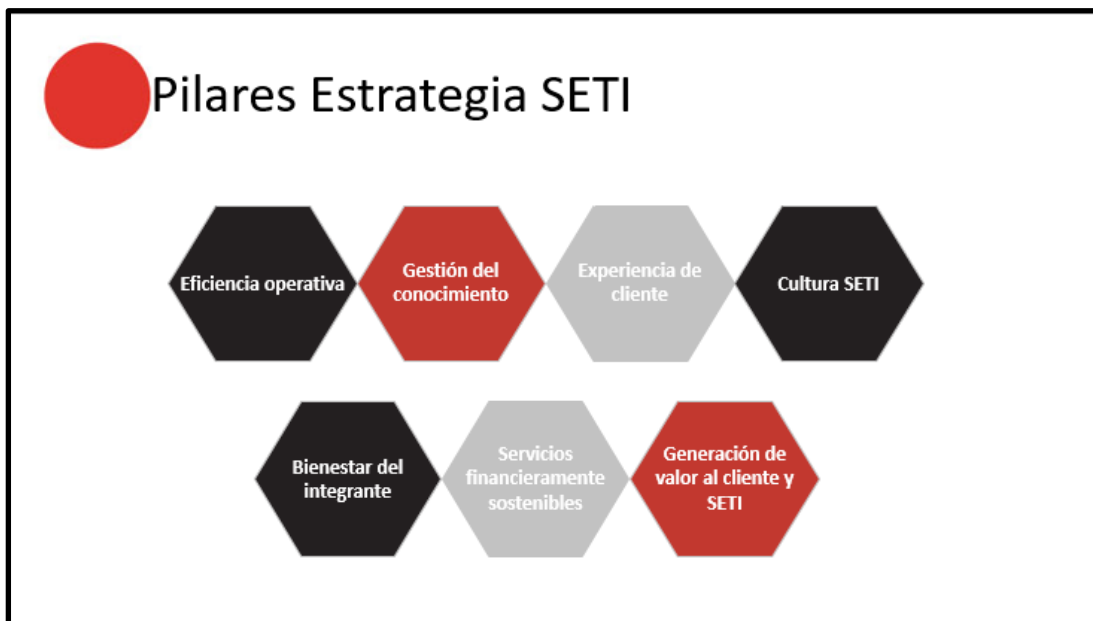 Pilares Estrategia SETI
Eficiencia operativa
Gestión del
conocimiento
Experiencia de
cliente
Cultura SETI
Bienestar del
integrante
Servicios
financieramente
sostenibles
Generación de
valor al cliente y
SETI